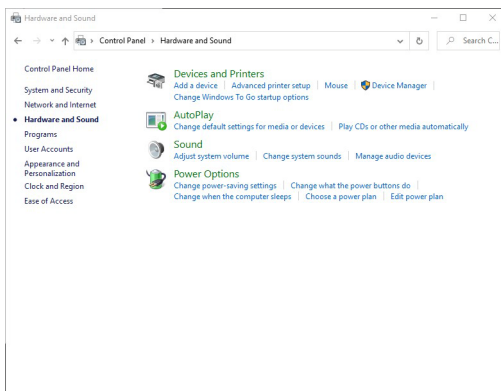 Hardware and Sound
Control Panel > Hardware and Sound
Search C...
Control Panel Home
System and Security
Network and Internet
Hardware and Sound
Programs
User Accounts
Appearance and
Personalization
Clock and Region
Ease of Access
Devices and Printers
Add a device | Advanced printer setup | Mouse | Device Manager |
Change Windows To Go startup options
AutoPlay
Change default settings for media or devices | Play CDs or other media automatically
Sound
Adjust system volume | Change system sounds | Manage audio devices
Power Options
Change power-saving settings | Change what the power buttons do |
Change when the computer sleeps | Choose a power plan | Edit power plan